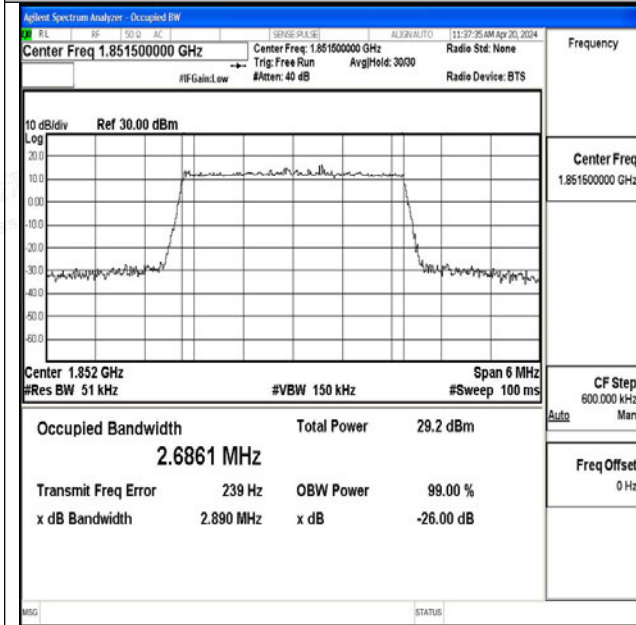 Agilent Spectrum Analyzer - Occupied BW
RL RF 50 Ω AC SENSE:PULSE ALIGNAUTO 11:37:35 AM Apr 20, 2024
Center Freq 1.851500000 GHz
Center Freq: 1.851500000 GHz
Radio Std: None
Trig: Free Run Avg|Hold: 30/30
#IFGain:Low #Atten: 40 dB Radio Device: BTS
Frequency
10 dB/div Ref 30.00 dBm
Log
20.0
10.0
0.00
-10.0
-20.0
-30.0
-40.0
-50.0
-60.0
Center 1.852 GHz Span 6 MHz
#Res BW 51 kHz #VBW 150 kHz #Sweep 100 ms
Center Freq
1.851500000 GHz
CF Step
600.000 kHz
Auto Man
Freq Offset
0 Hz
Occupied Bandwidth Total Power 29.2 dBm
2.6861 MHz
Transmit Freq Error 239 Hz OBW Power 99.00 %
x dB Bandwidth 2.890 MHz x dB -26.00 dB
MSG STATUS